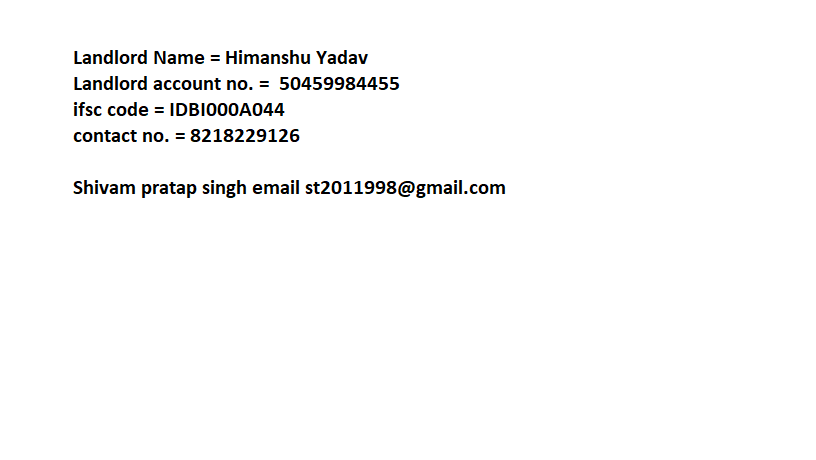 Landlord Name = Himanshu Yadav
Landlord account no. =  50459984455
ifsc code = IDBI000A044
contact no. = 8218229126
Shivam pratap singh email st2011998@gmail.com